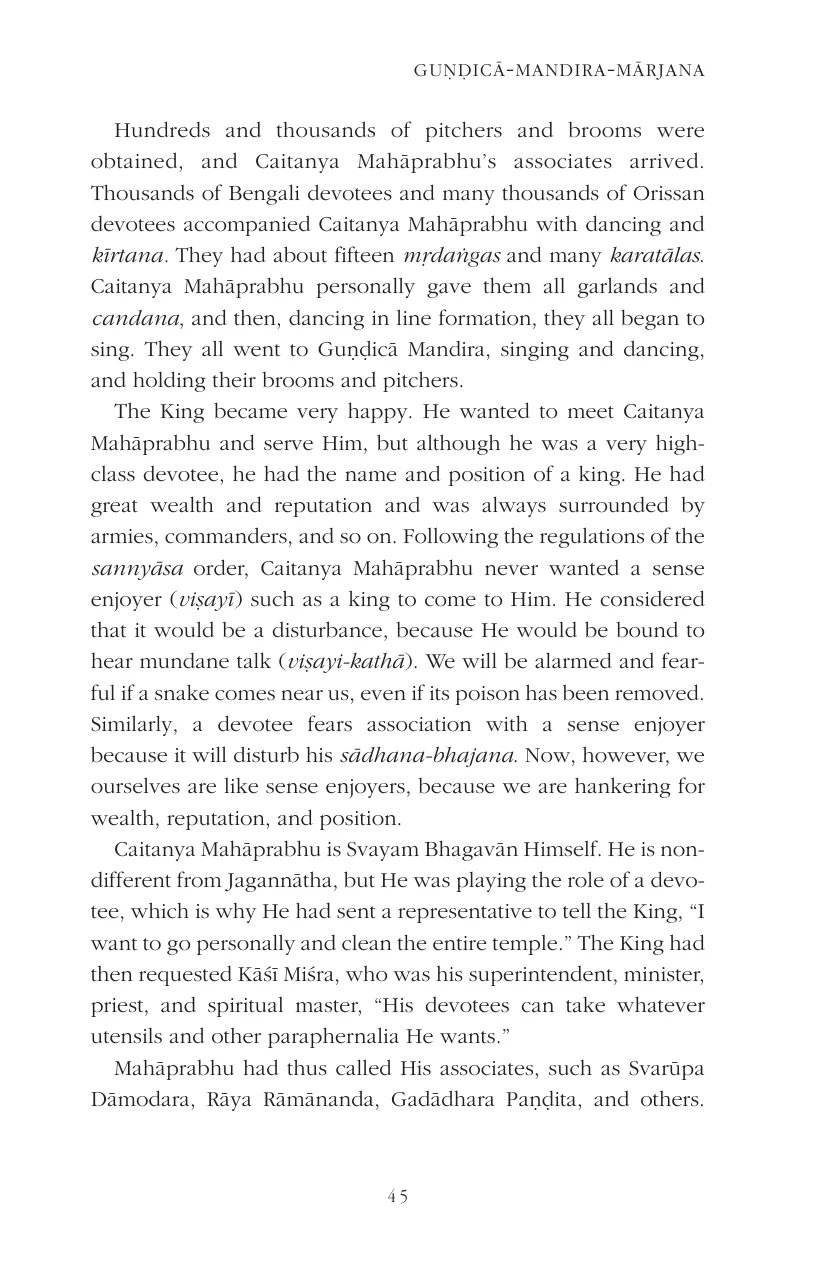 GUṆḌICĀ-MANDIRA-MĀRJANA
Hundreds and thousands of pitchers and brooms were
obtained, and Caitanya Mahāprabhu’s associates arrived.
Thousands of Bengali devotees and many thousands of Orissan
devotees accompanied Caitanya Mahāprabhu with dancing and
kīrtana. They had about fifteen mṛdaṅgas and many karatālas.
Caitanya Mahāprabhu personally gave them all garlands and
candana, and then, dancing in line formation, they all began to
sing. They all went to Guṇḍicā Mandira, singing and dancing,
and holding their brooms and pitchers.
The King became very happy. He wanted to meet Caitanya
Mahāprabhu and serve Him, but although he was a very high-
class devotee, he had the name and position of a king. He had
great wealth and reputation and was always surrounded by
armies, commanders, and so on. Following the regulations of the
sannyāsa order, Caitanya Mahāprabhu never wanted a sense
enjoyer (viṣayī) such as a king to come to Him. He considered
that it would be a disturbance, because He would be bound to
hear mundane talk (viṣayi-kathā). We will be alarmed and fear-
ful if a snake comes near us, even if its poison has been removed.
Similarly, a devotee fears association with a sense enjoyer
because it will disturb his sādhana-bhajana. Now, however, we
ourselves are like sense enjoyers, because we are hankering for
wealth, reputation, and position.
Caitanya Mahāprabhu is Svayam Bhagavān Himself. He is non-
different from Jagannātha, but He was playing the role of a devo-
tee, which is why He had sent a representative to tell the King, “I
want to go personally and clean the entire temple.” The King had
then requested Kāśī Miśra, who was his superintendent, minister,
priest, and spiritual master, “His devotees can take whatever
utensils and other paraphernalia He wants.”
Mahāprabhu had thus called His associates, such as Svarūpa
Dāmodara, Rāya Rāmānanda, Gadādhara Paṇḍita, and others.
45